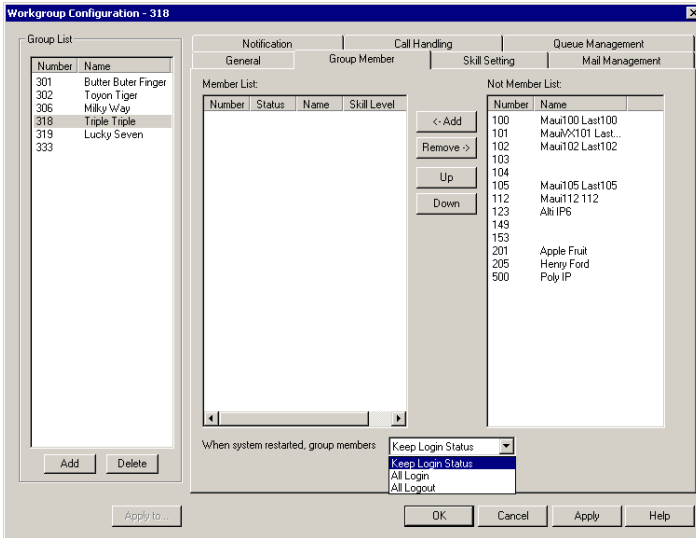 Workgroup Configuration - 318
Group List
Number Name
301 Butter Buter Finger
302 Toyon Tiger
306 Milky Way
318 Triple Triple
319 Lucky Seven
333
Add Delete
Apply to...
Notification Call Handling Queue Management
General Group Member Skill Setting Mail Management
Member List:
Number Status Name Skill Level
<- Add
Remove ->
Up
Down
Not Member List:
Number Name
100 Maui100 Last100
101 MauiVX101 Last...
102 Maui102 Last102
103
104
105 Maui105 Last105
112 Maui112 112
123 Alti IP6
149
153
201 Apple Fruit
205 Henry Ford
500 Poly IP
When system restarted, group members Keep Login Status
Keep Login Status
All Login
All Logout
OK Cancel Apply Help